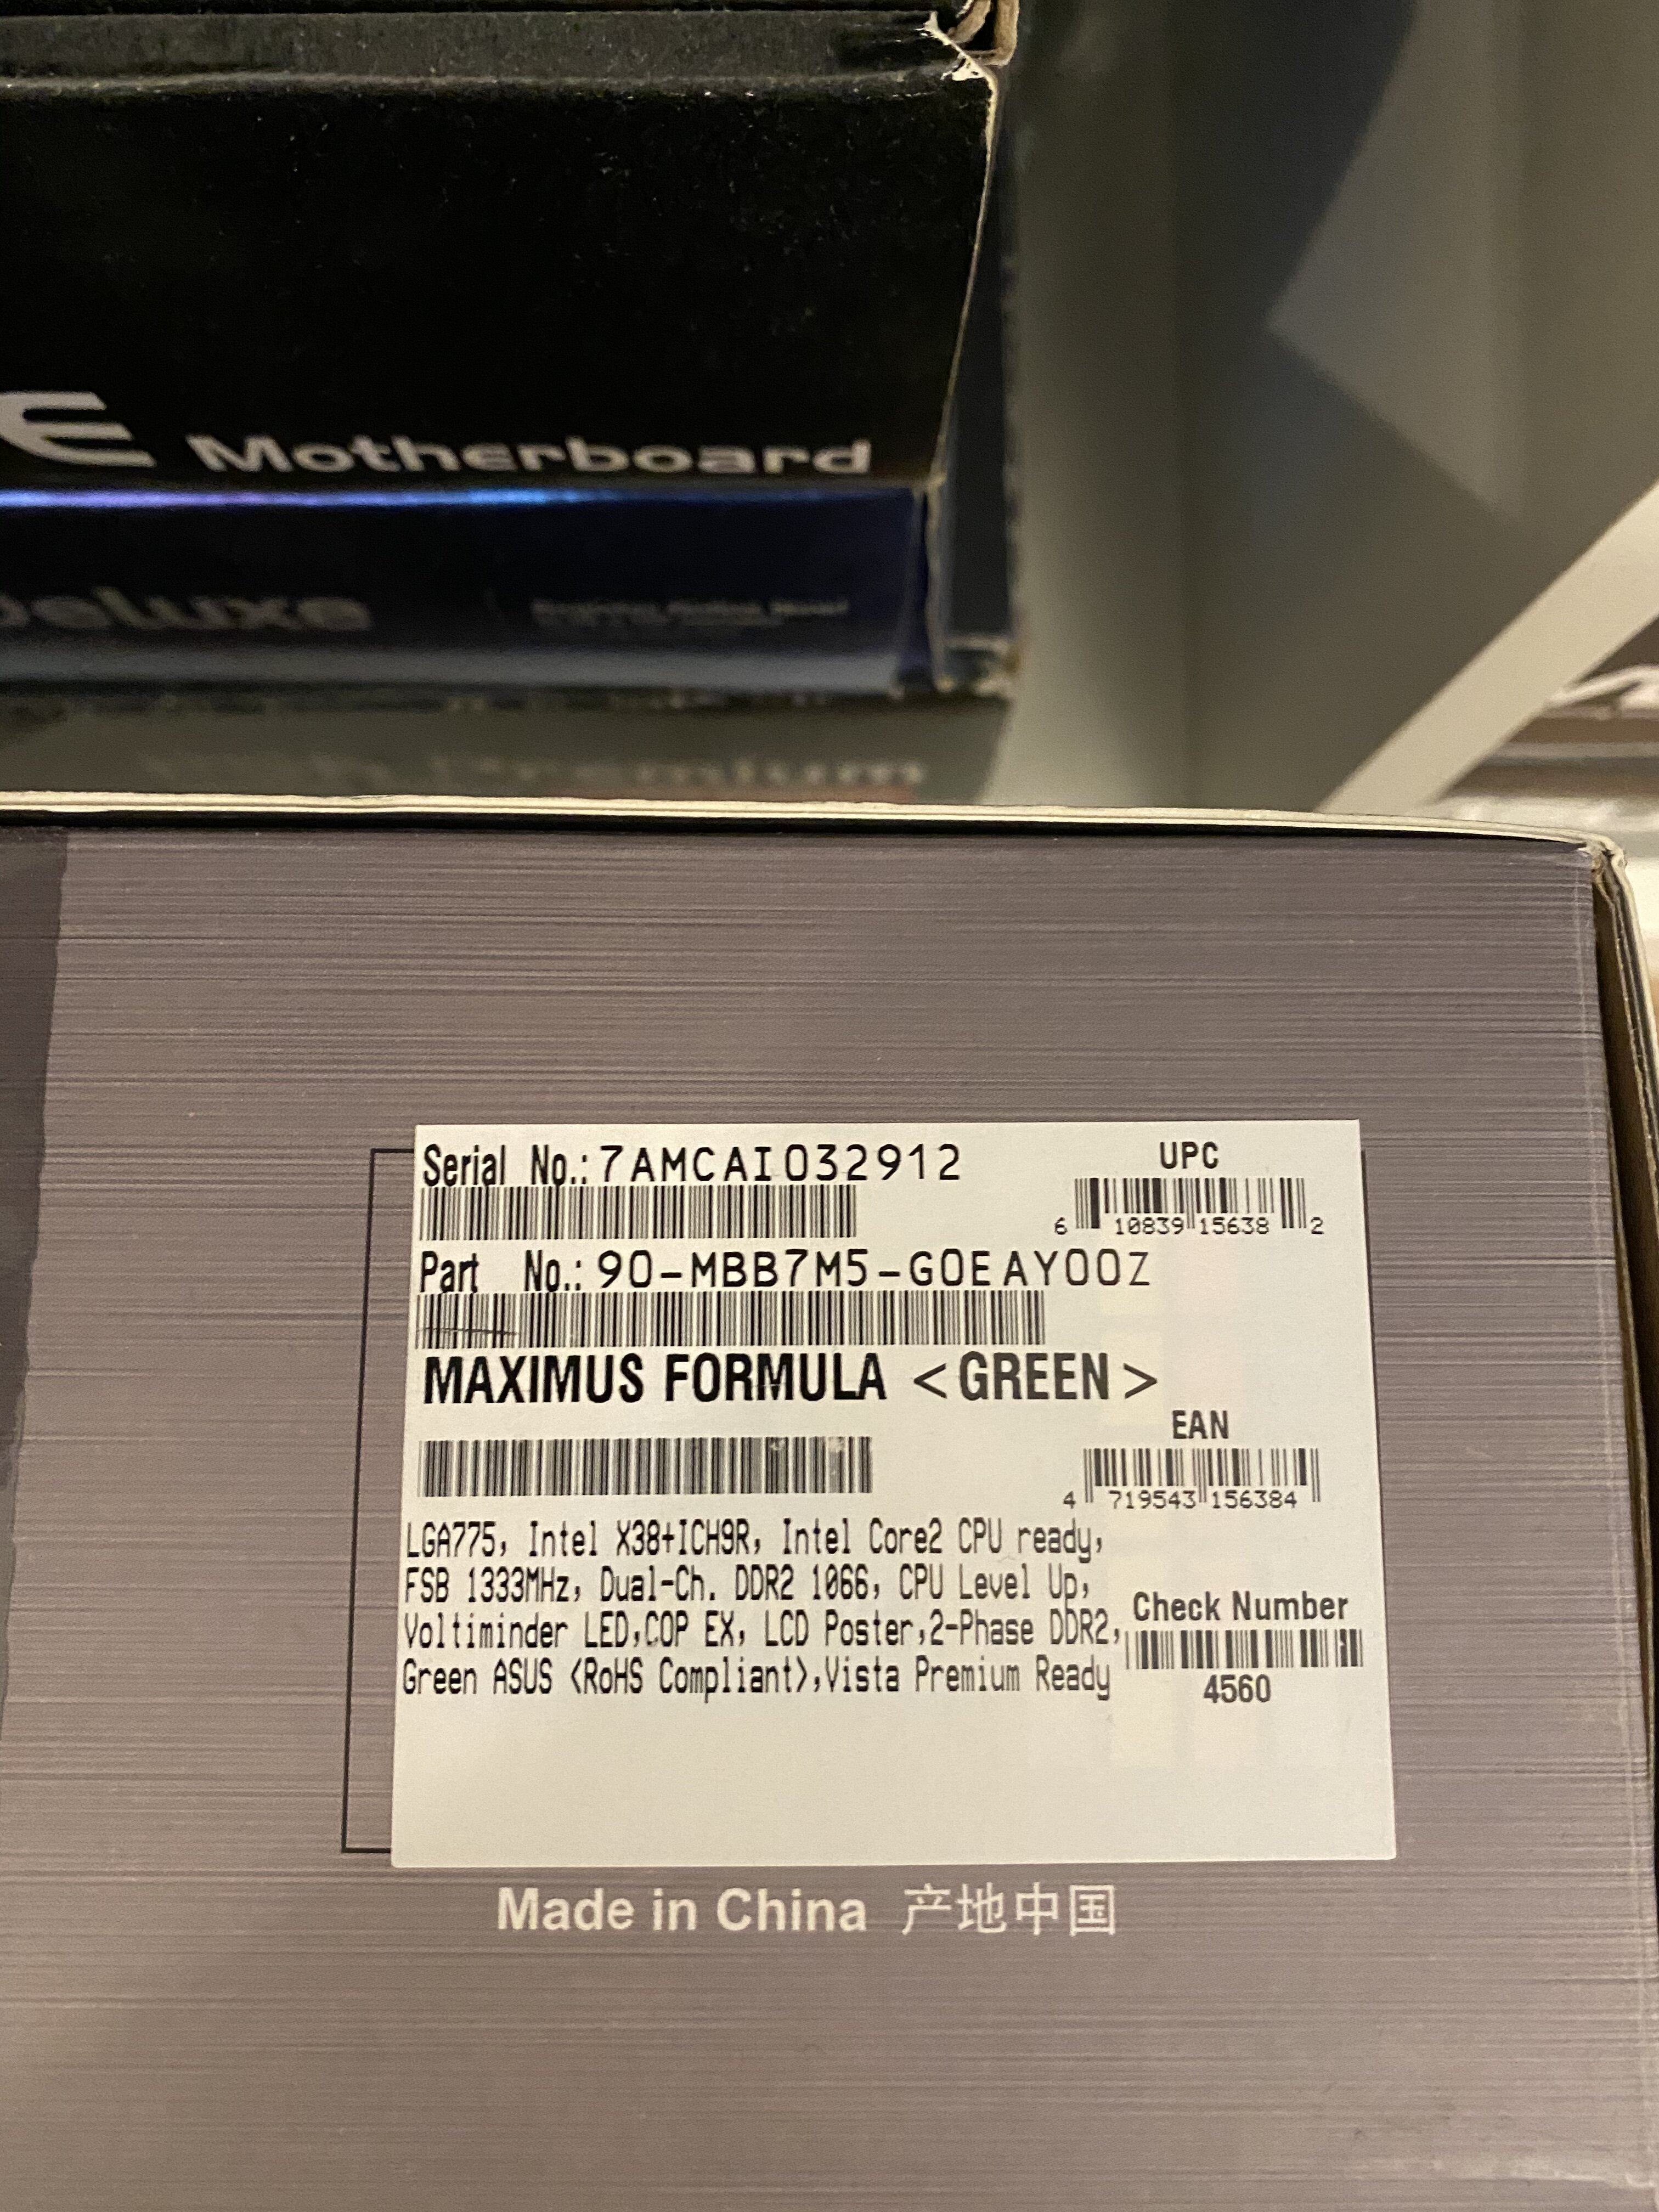 E Motherboard
Deluxe
Premium
Serial No.: 7AMCAI032912
UPC
6 10839 15638 2
Part No.: 90-MBB7M5-G0EAY00Z
MAXIMUS FORMULA <GREEN>
EAN
4 719543 156384
LGA775, Intel X38+ICH9R, Intel Core2 CPU ready,
FSB 1333MHz, Dual-Ch. DDR2 1066, CPU Level Up,
Voltiminder LED,COP EX, LCD Poster,2-Phase DDR2,
Green ASUS <RoHS Compliant>,Vista Premium Ready
Check Number
4560
Made in China 产地中国